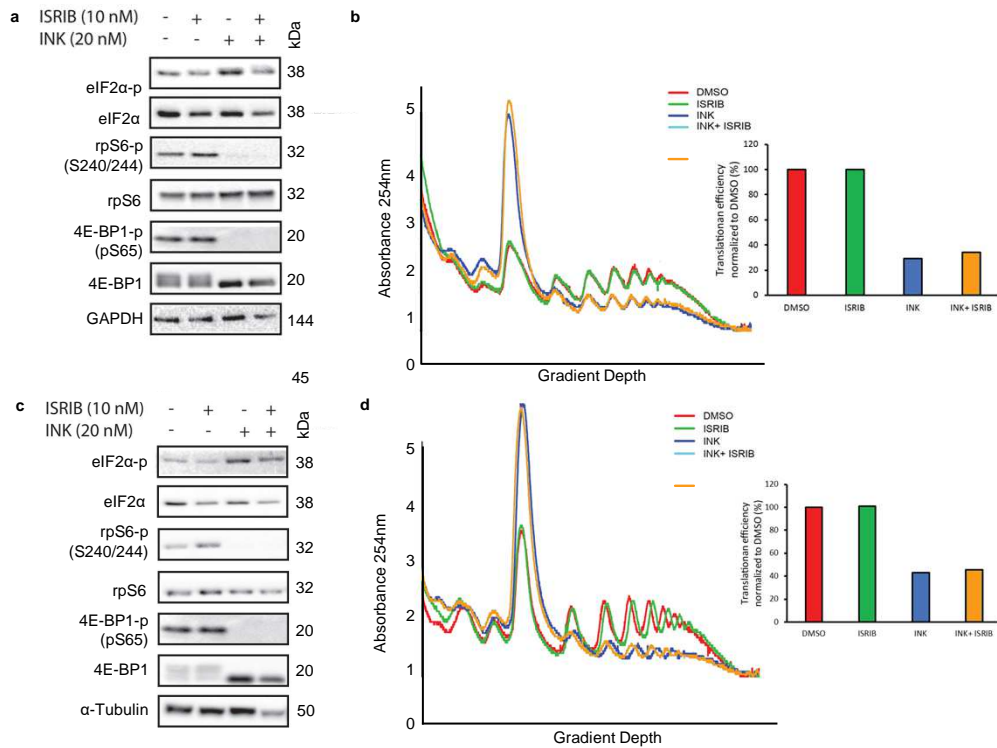 a
ISRIB (10 nM) - + - +
INK (20 nM) - - + +
kDa
eIF2α-p 38
eIF2α 38
rpS6-p
(S240/244) 32
rpS6 32
4E-BP1-p
(pS65) 20
4E-BP1 20
GAPDH 144
45
b
Absorbance 254nm
5
4
3
2
1
0
Gradient Depth
DMSO
ISRIB
INK
INK+ ISRIB
Translationan efficiency
normalized to DMSO (%)
120
100
80
60
40
20
0
DMSO ISRIB INK INK+ ISRIB
c
ISRIB (10 nM) - + - +
INK (20 nM) - - + +
kDa
eIF2α-p 38
eIF2α 38
rpS6-p
(S240/244) 32
rpS6 32
4E-BP1-p
(pS65) 20
4E-BP1 20
α-Tubulin 50
d
Absorbance 254nm
5
4
3
2
1
0
Gradient Depth
DMSO
ISRIB
INK
INK+ ISRIB
Translationan efficiency
normalized to DMSO (%)
120
100
80
60
40
20
0
DMSO ISRIB INK INK+ ISRIB